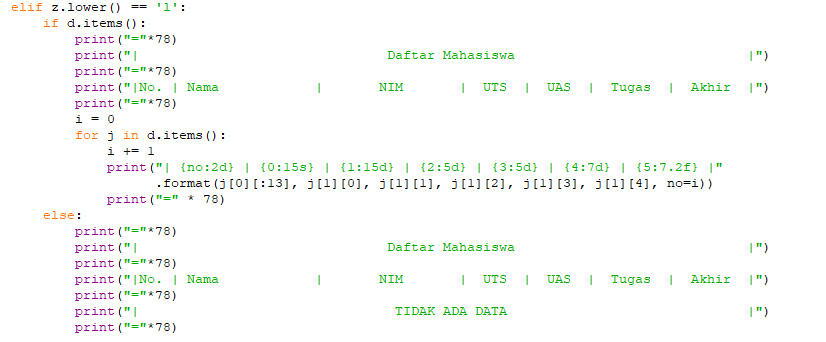 elif z.lower() == 'l':
    if d.items():
        print("="*78)
        print("|                               Daftar Mahasiswa                             |")
        print("="*78)
        print("|No. | Nama            |       NIM       |  UTS  |  UAS  |  Tugas  |  Akhir  |")
        print("="*78)
        i = 0
        for j in d.items():
            i += 1
            print("| {no:2d} | {0:15s} | {1:15d} | {2:5d} | {3:5d} | {4:7d} | {5:7.2f} |"
                  .format(j[0][:13], j[1][0], j[1][1], j[1][2], j[1][3], j[1][4], no=i))
            print("=" * 78)
    else:
        print("="*78)
        print("|                               Daftar Mahasiswa                             |")
        print("="*78)
        print("|No. | Nama            |       NIM       |  UTS  |  UAS  |  Tugas  |  Akhir  |")
        print("="*78)
        print("|                                TIDAK ADA DATA                              |")
        print("="*78)